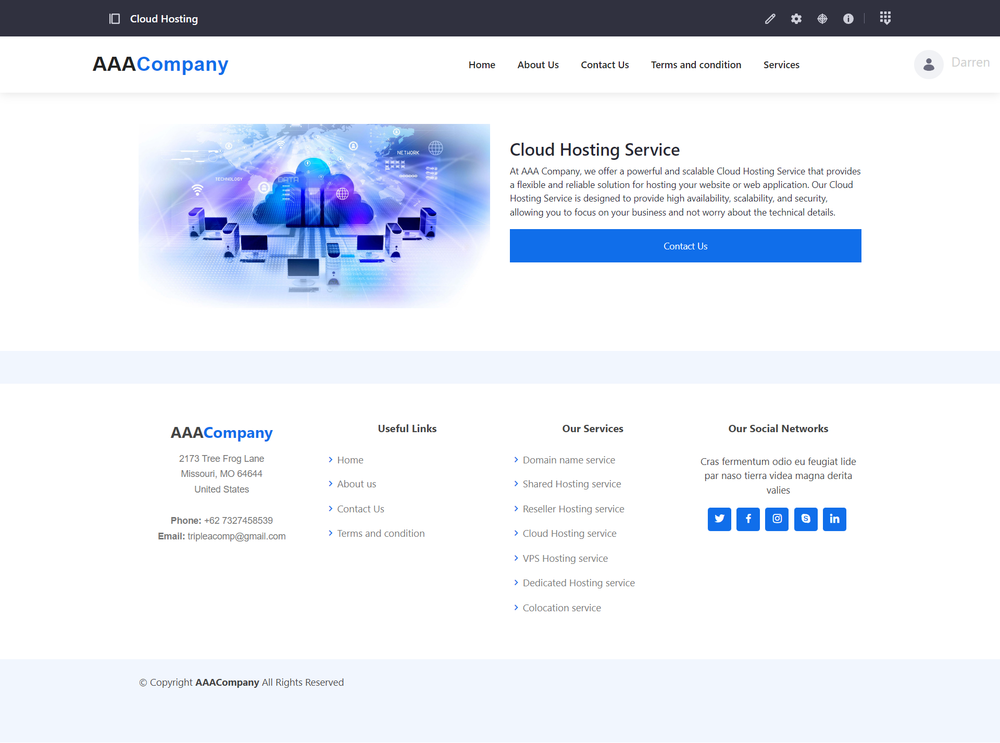 Cloud Hosting
AAACompany
Home
About Us
Contact Us
Terms and condition
Services
Darren
NETWORK
TECHNOLOGY
DATA
Cloud Hosting Service
At AAA Company, we offer a powerful and scalable Cloud Hosting Service that provides
a flexible and reliable solution for hosting your website or web application. Our Cloud
Hosting Service is designed to provide high availability, scalability, and security,
allowing you to focus on your business and not worry about the technical details.
Contact Us
AAACompany
2173 Tree Frog Lane
Missouri, MO 64644
United States
Phone: +62 7327458539
Email: tripleacomp@gmail.com
Useful Links
Home
About us
Contact Us
Terms and condition
Our Services
Domain name service
Shared Hosting service
Reseller Hosting service
Cloud Hosting service
VPS Hosting service
Dedicated Hosting service
Colocation service
Our Social Networks
Cras fermentum odio eu feugiat lide
par naso tierra videa magna derita
valies
© Copyright AAACompany All Rights Reserved